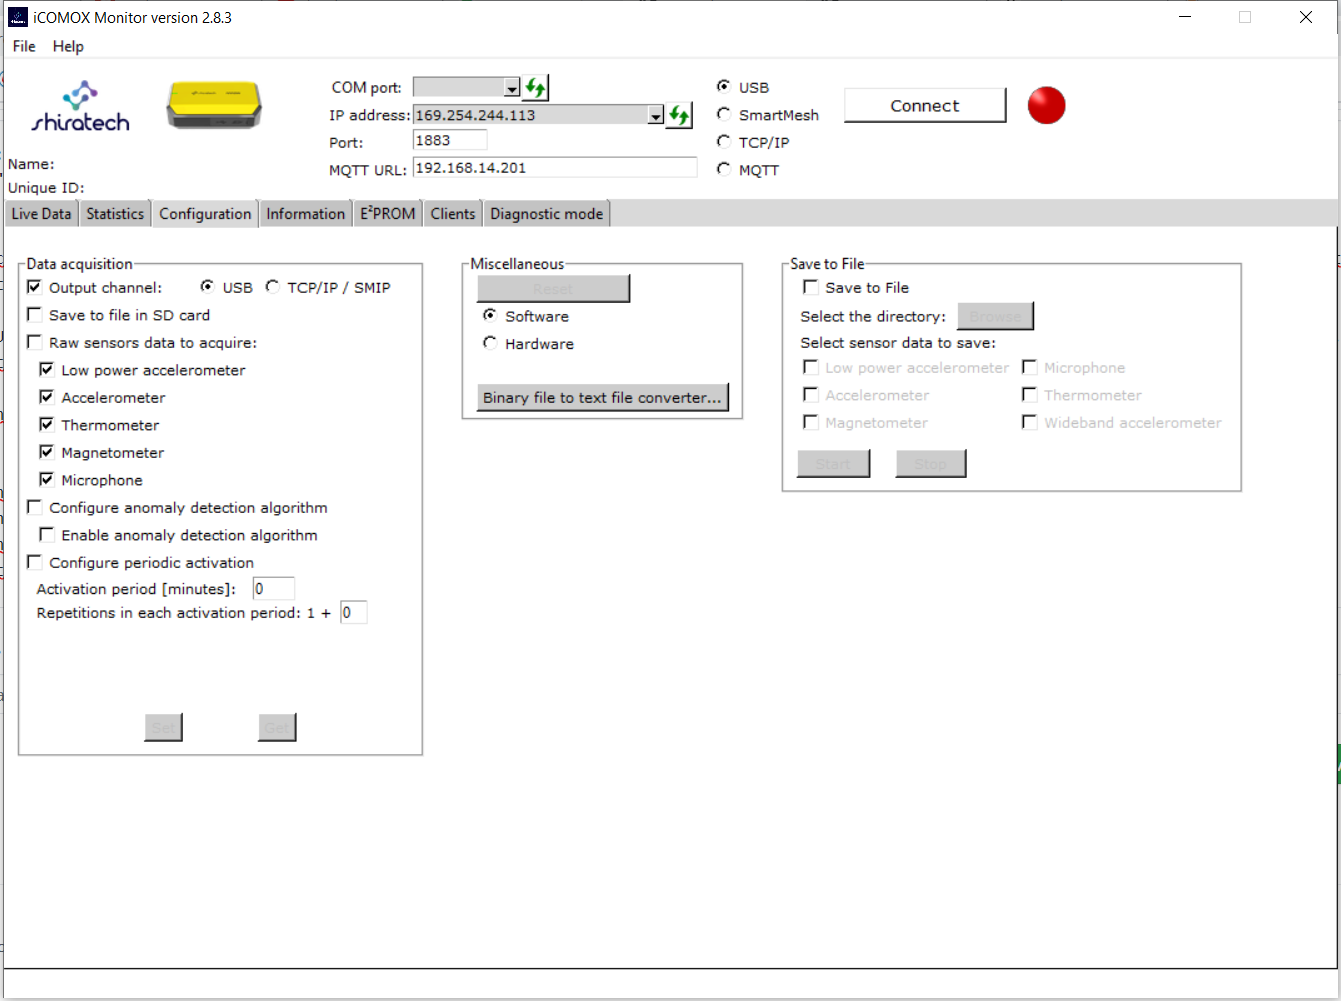 iCOMOX Monitor version 2.8.3
File Help
shiratech
COM port:
IP address: 169.254.244.113
Port: 1883
MQTT URL: 192.168.14.201
USB
SmartMesh
TCP/IP
MQTT
Connect
Name:
Unique ID:
Live Data Statistics Configuration Information E²PROM Clients Diagnostic mode
Data acquisition
Output channel: USB TCP/IP / SMIP
Save to file in SD card
Raw sensors data to acquire:
Low power accelerometer
Accelerometer
Thermometer
Magnetometer
Microphone
Configure anomaly detection algorithm
Enable anomaly detection algorithm
Configure periodic activation
Activation period [minutes]: 0
Repetitions in each activation period: 1 + 0
Set Get
Miscellaneous
Reset
Software
Hardware
Binary file to text file converter...
Save to File
Save to File
Select the directory: Browse
Select sensor data to save:
Low power accelerometer Microphone
Accelerometer Thermometer
Magnetometer Wideband accelerometer
Start Stop